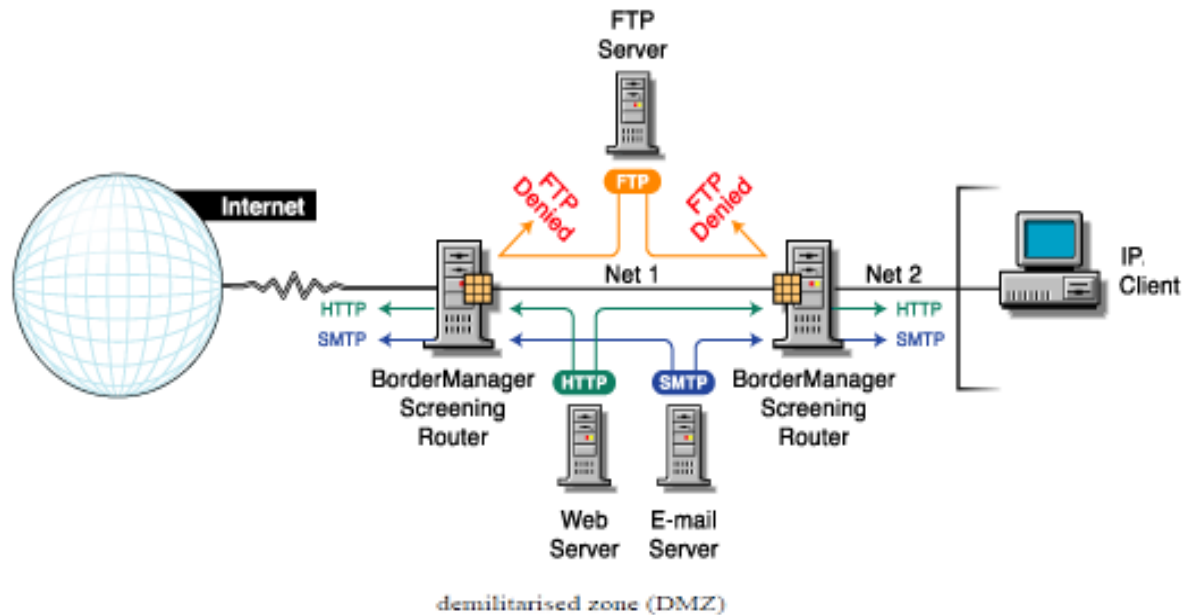 FTP
Server
FTP
Denied
FTP
FTP
Denied
Internet
Net 1
Net 2
IP.
Client
HTTP
SMTP
HTTP
SMTP
HTTP
SMTP
BorderManager
Screening
Router
BorderManager
Screening
Router
Web
Server
E-mail
Server
demilitarised zone (DMZ)